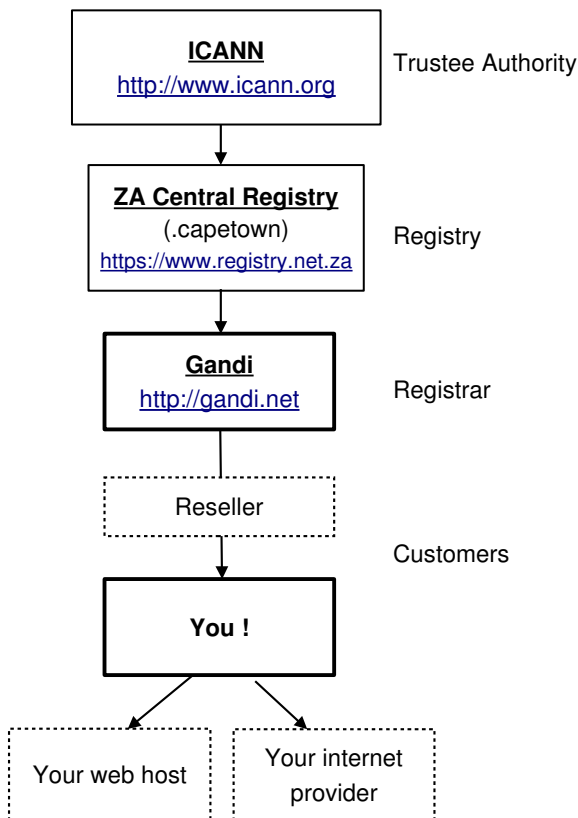 ICANN
http://www.icann.org
Trustee Authority
ZA Central Registry
(.capetown)
https://www.registry.net.za
Registry
Gandi
http://gandi.net
Registrar
Reseller
Customers
You !
Your web host
Your internet
provider